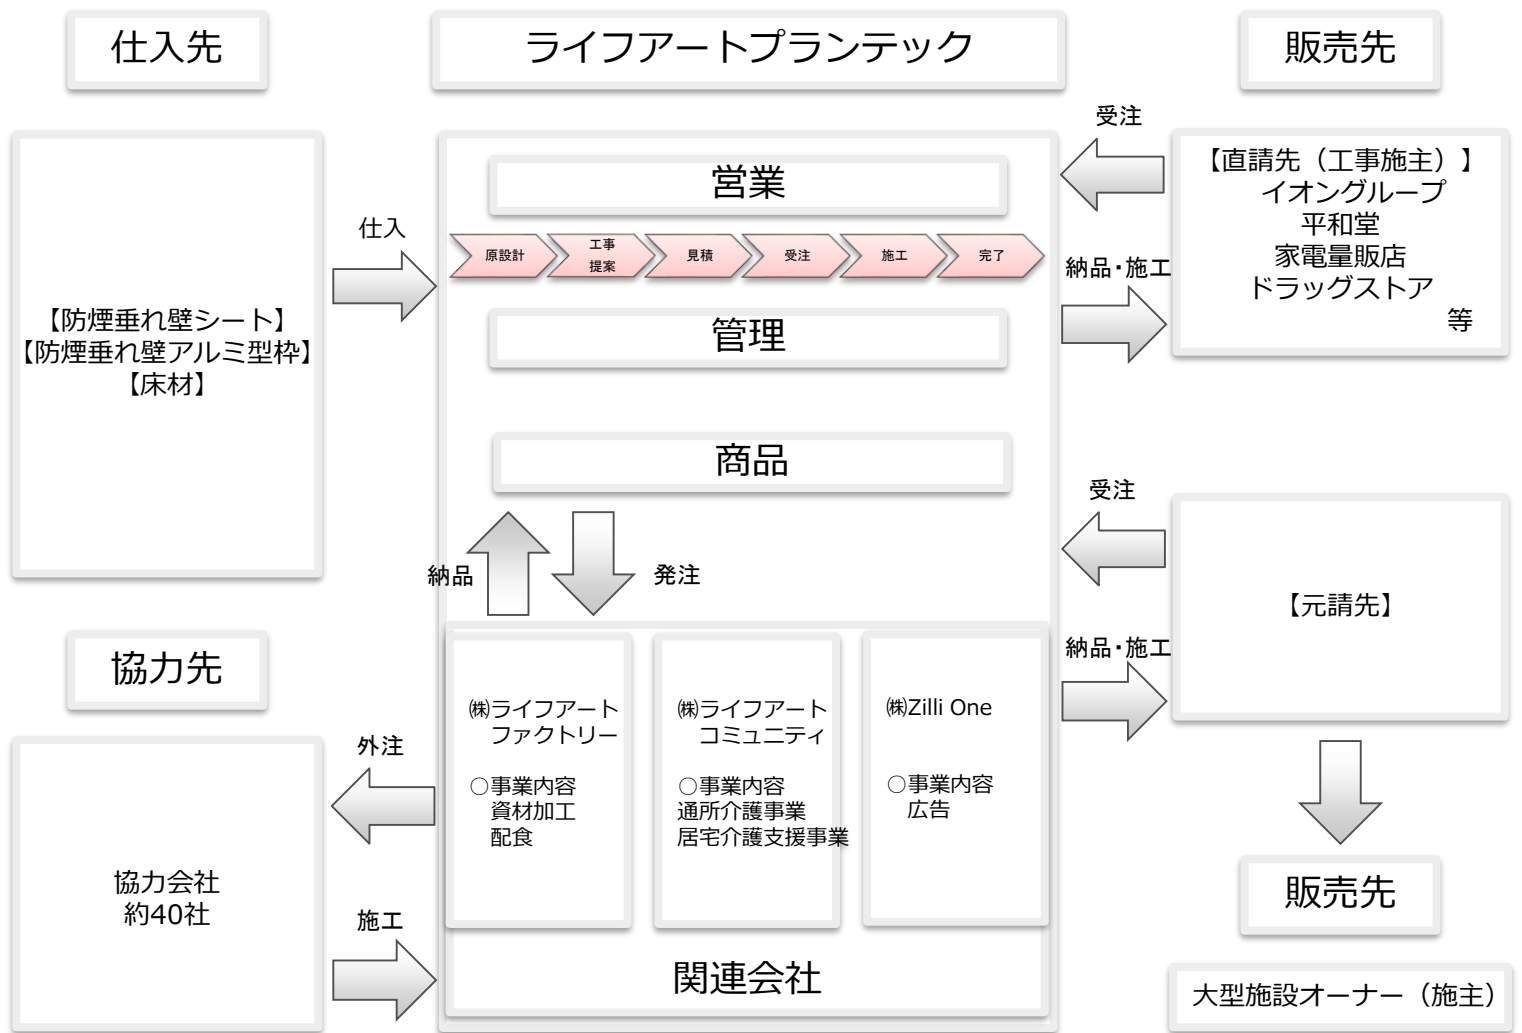 仕入先
ライフアートプランテック
販売先
【防煙垂れ壁シート】
【防煙垂れ壁アルミ型枠】
【床材】
仕入
営業
原設計
工事
提案
見積
受注
施工
完了
管理
商品
納品
発注
受注
【直請先（工事施主）】
イオングループ
平和堂
家電量販店
ドラッグストア
等
納品・施工
受注
【元請先】
納品・施工
協力先
協力会社
約40社
外注
施工
㈱ライフアート
ファクトリー
○事業内容
資材加工
配食
㈱ライフアート
コミュニティ
○事業内容
通所介護事業
居宅介護支援事業
㈱Zilli One
○事業内容
広告
関連会社
販売先
大型施設オーナー（施主）